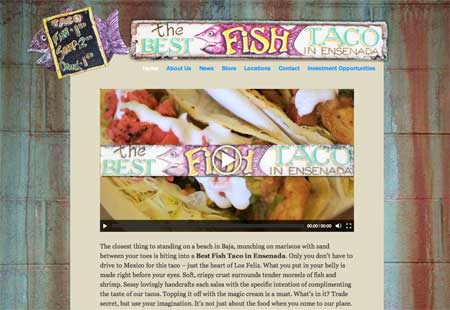 TACO
the BEST FISH TACO IN ENSENADA
Home About Us News Store Locations Contact Investment Opportunities
the BEST FISH TACO IN ENSENADA
00:00/00:00
The closest thing to standing on a beach in Baja, munching on mariscos with sand
between your toes is biting into a Best Fish Taco in Ensenada. Only you don't have to
drive to Mexico for this taco – just the heart of Los Feliz. What you put in your belly is
made right before your eyes. Soft, crispy crust surrounds tender morsels of fish and
shrimp. Sessy lovingly handcrafts each salsa with the specific intention of complimenting
the taste of our tacos. Topping it off with the magic cream is a must. What's in it? Trade
secret, but use your imagination. It's not just about the food when you come to our place.